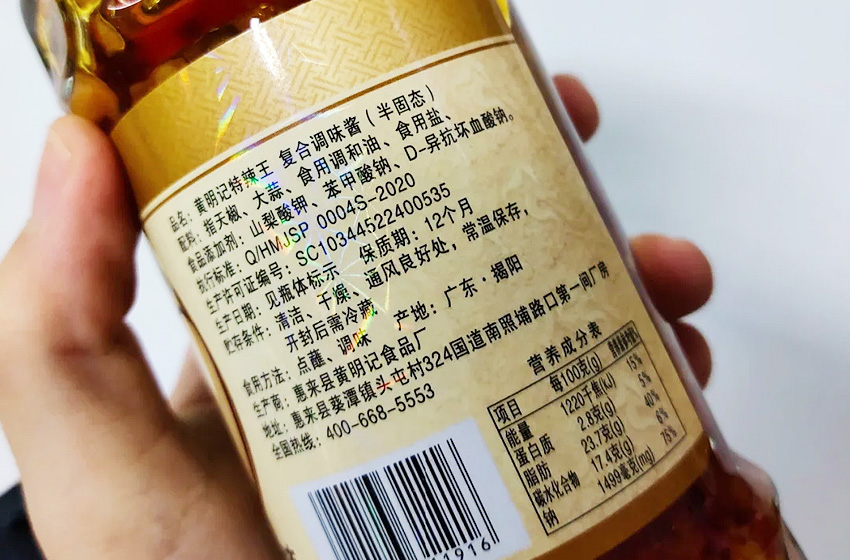 品名：黄明记特辣王 复合调味酱（半固态）
配料：指天椒、大蒜、食用调和油、食用盐、
食品添加剂：山梨酸钾、苯甲酸钠、D-异抗坏血酸钠。
执行标准：Q/HMJSP 0004S-2020
生产许可证编号：SC10344522400535
生产日期：见瓶体标示 保质期：12个月
贮存条件：清洁、干燥、通风良好处，常温保存，
开封后需冷藏
食用方法：点蘸、调味 产地：广东·揭阳
生产商：惠来县黄明记食品厂
地址：惠来县葵潭镇头屯村324国道南照埔路口第一间厂房
全国热线：400-668-5553
营养成分表
项目 每100克(g) 营养素参考值%
能量 1220千焦(kJ) 15%
蛋白质 2.8克(g) 5%
脂肪 23.7克(g) 40%
碳水化合物 17.4克(g) 6%
钠 1499毫克(mg) 75%
1916